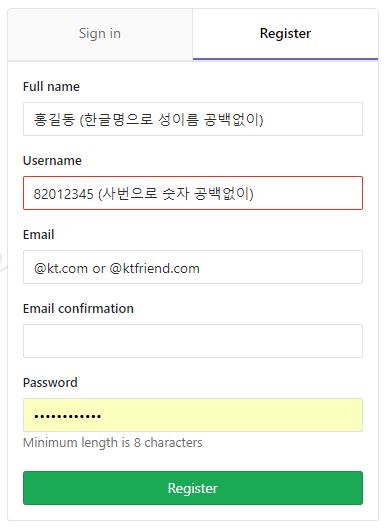 Sign in
Register
Full name
홍길동 (한글명으로 성이름 공백없이)
Username
82012345 (사번으로 숫자 공백없이)
Email
@kt.com or @ktfriend.com
Email confirmation
Password
••••••••••••
Minimum length is 8 characters
Register